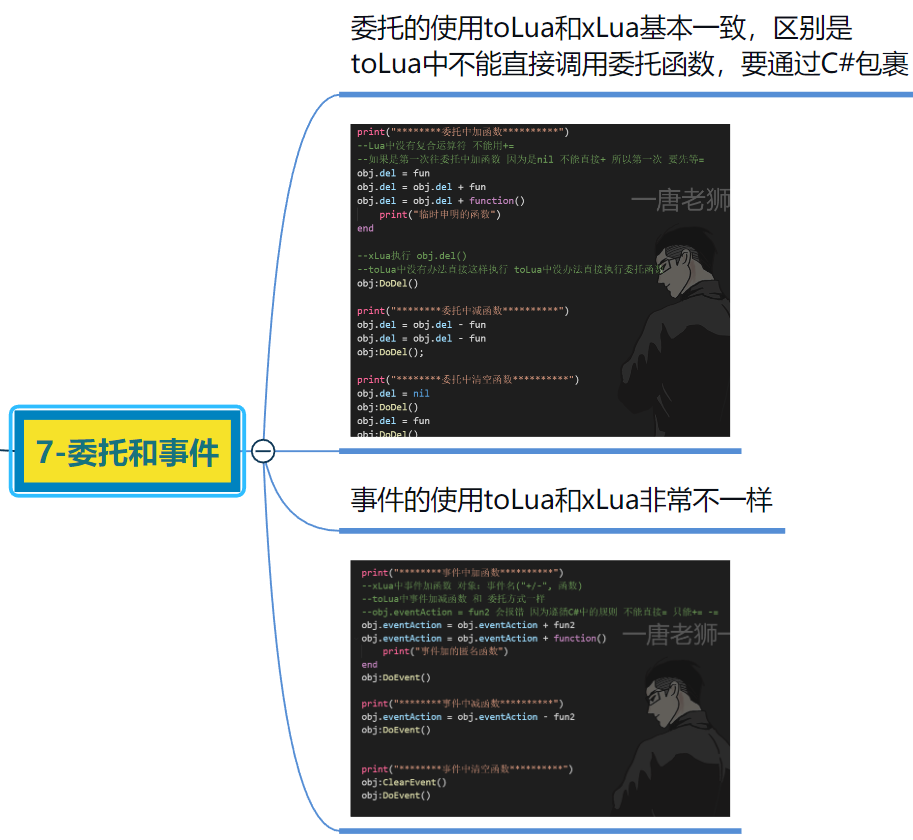 7-委托和事件
委托的使用toLua和xLua基本一致，区别是
toLua中不能直接调用委托函数，要通过C#包裹
print("********委托中加函数**********")
--Lua中没有复合运算符 不能用+=
--如果是第一次往委托中加函数 因为是nil 不能直接+ 所以第一次 要先等=
obj.del = fun
obj.del = obj.del + fun
obj.del = obj.del + function()
print("临时申明的函数")
end
--xLua执行 obj.del()
--toLua中没有办法直接这样执行 toLua中没办法直接执行委托函
obj:DoDel()
print("********委托中减函数**********")
obj.del = obj.del - fun
obj.del = obj.del - fun
obj:DoDel();
print("********委托中清空函数**********")
obj.del = nil
obj:DoDel()
obj.del = fun
obj:DoDel()
一唐老狮
事件的使用toLua和xLua非常不一样
print("********事件中加函数**********")
--xLua中事件加函数 对象：事件名("+/-", 函数)
--toLua中事件加减函数 和 委托方式一样
--obj.eventAction = fun2 会报错 因为遵循C#中的规则 不能直接= 只能+= -=
obj.eventAction = obj.eventAction + fun2
obj.eventAction = obj.eventAction + function()
print("事件加的匿名函数")
end
obj:DoEvent()
print("********事件中减函数**********")
obj.eventAction = obj.eventAction - fun2
obj:DoEvent()
print("********事件中清空函数**********")
obj:ClearEvent()
obj:DoEvent()
一唐老狮一